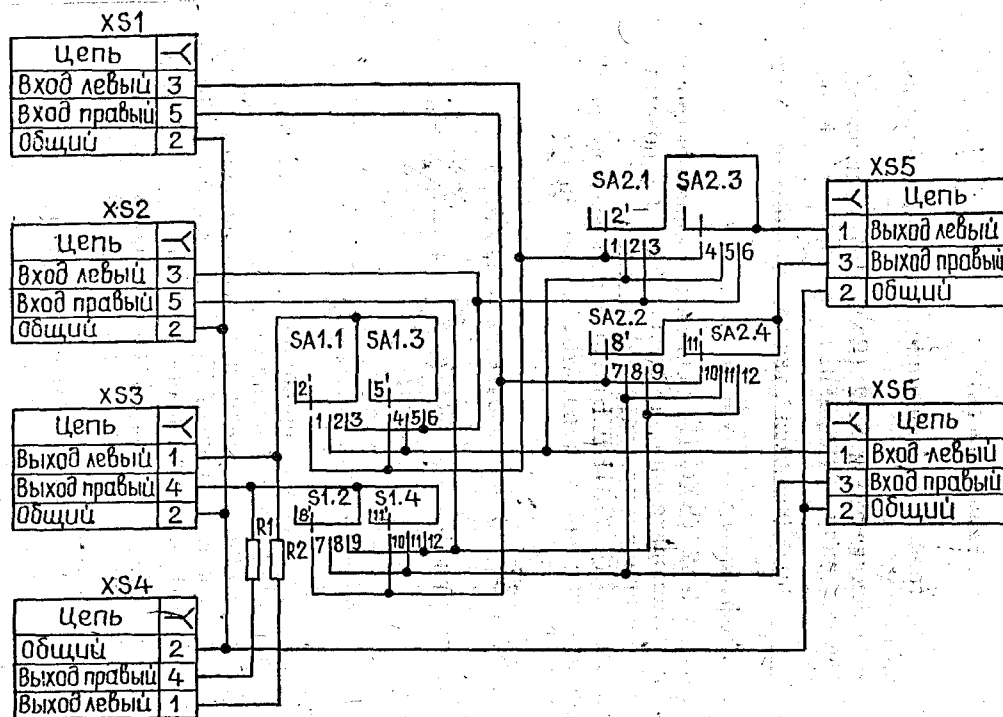 XS1
Цепь
Вход левый 3
Вход правый 5
Общий 2
XS2
Цепь
Вход левый 3
Вход правый 5
Общий 2
XS3
Цепь
Выход левый 1
Выход правый 4
Общий 2
XS4
Цепь
Общий 2
Выход правый 4
Выход левый 1
R1
R2
SA1.1 SA1.3
2' 5'
1 2 3 4 5 6
S1.2 S1.4
8' 11'
7 8 9 10 11 12
SA2.1 SA2.3
2'
1 2 3 4 5 6
SA2.2 SA2.4
8' 11'
7 8 9 10 11 12
XS5
Цепь
1 Выход левый
3 Выход правый
2 Общий
XS6
Цепь
1 Вход левый
3 Вход правый
2 Общий